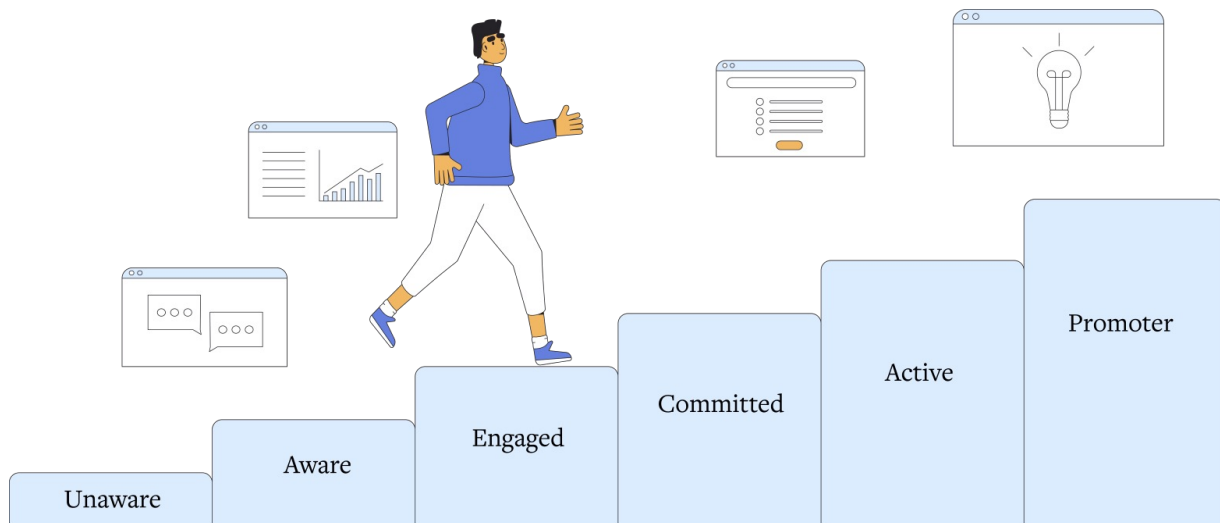 Unaware
Aware
Engaged
Committed
Active
Promoter